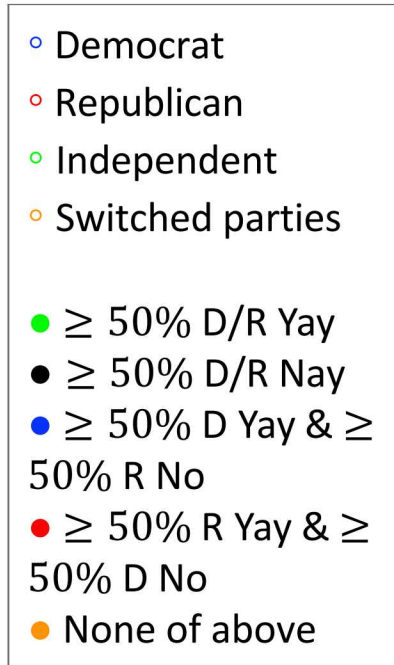 Democrat
Republican
Independent
Switched parties
≥ 50% D/R Yay
≥ 50% D/R Nay
≥ 50% D Yay & ≥
50% R No
≥ 50% R Yay & ≥
50% D No
None of above